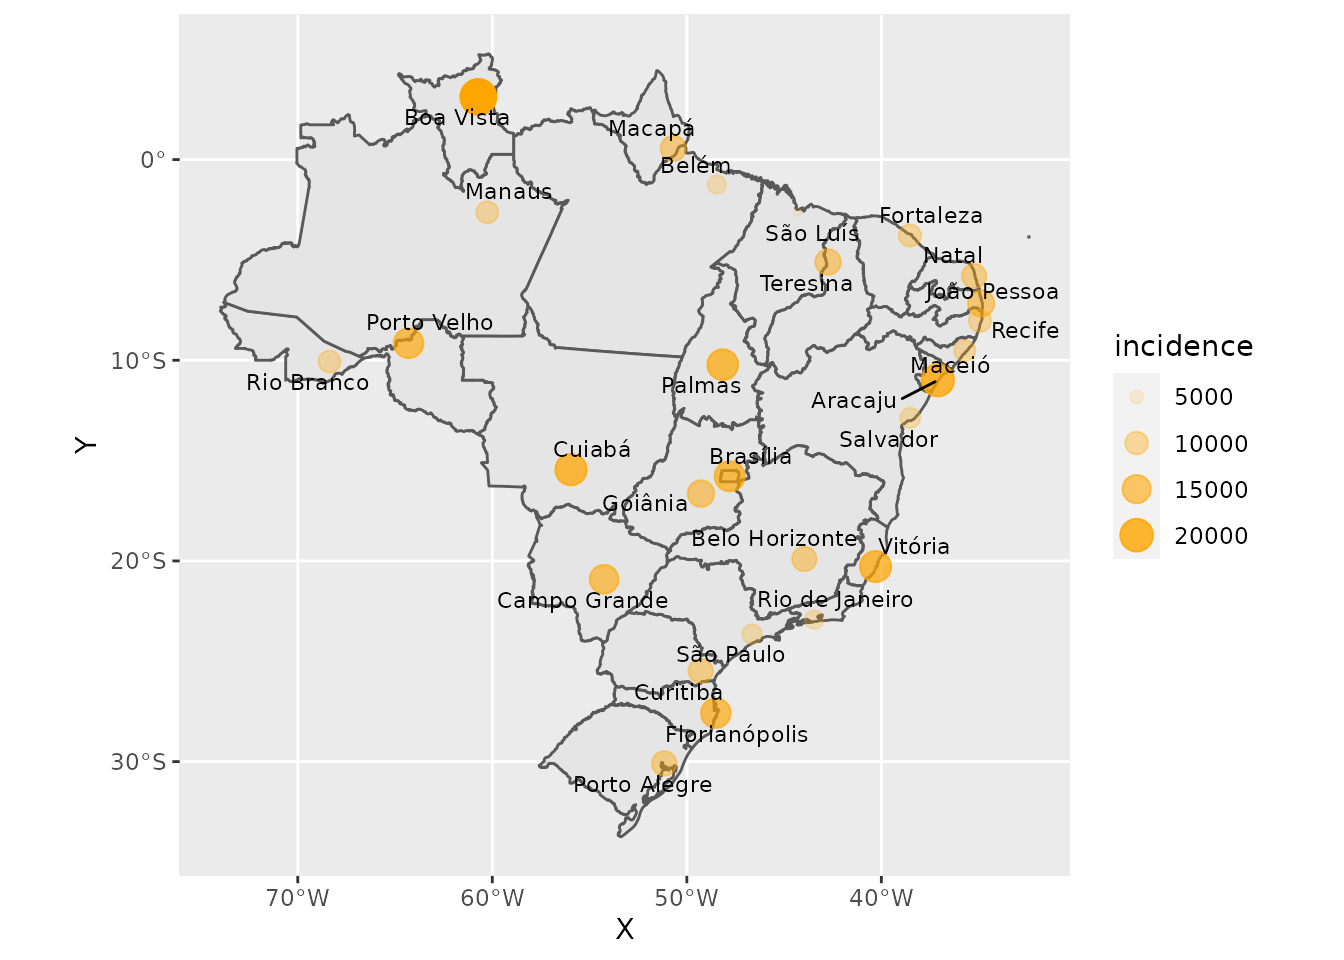 Boa Vista
Macapá
Belém
Manaus
Fortaleza
São Luís
Natal
Teresina
João Pessoa
Porto Velho
Recife
Rio Branco
Palmas
Maceió
Aracaju
Salvador
Cuiabá
Brasília
Goiânia
Belo Horizonte
Vitória
Campo Grande
Rio de Janeiro
São Paulo
Curitiba
Florianópolis
Porto Alegre
0°
10°S
20°S
30°S
Y
70°W
60°W
50°W
40°W
X
incidence
5000
10000
15000
20000